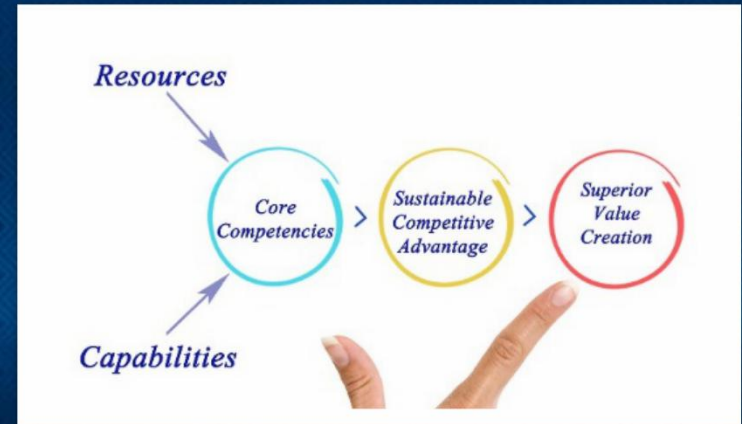 Resources
Core
Competencies
>
Sustainable
Competitive
Advantage
>
Superior
Value
Creation
Capabilities